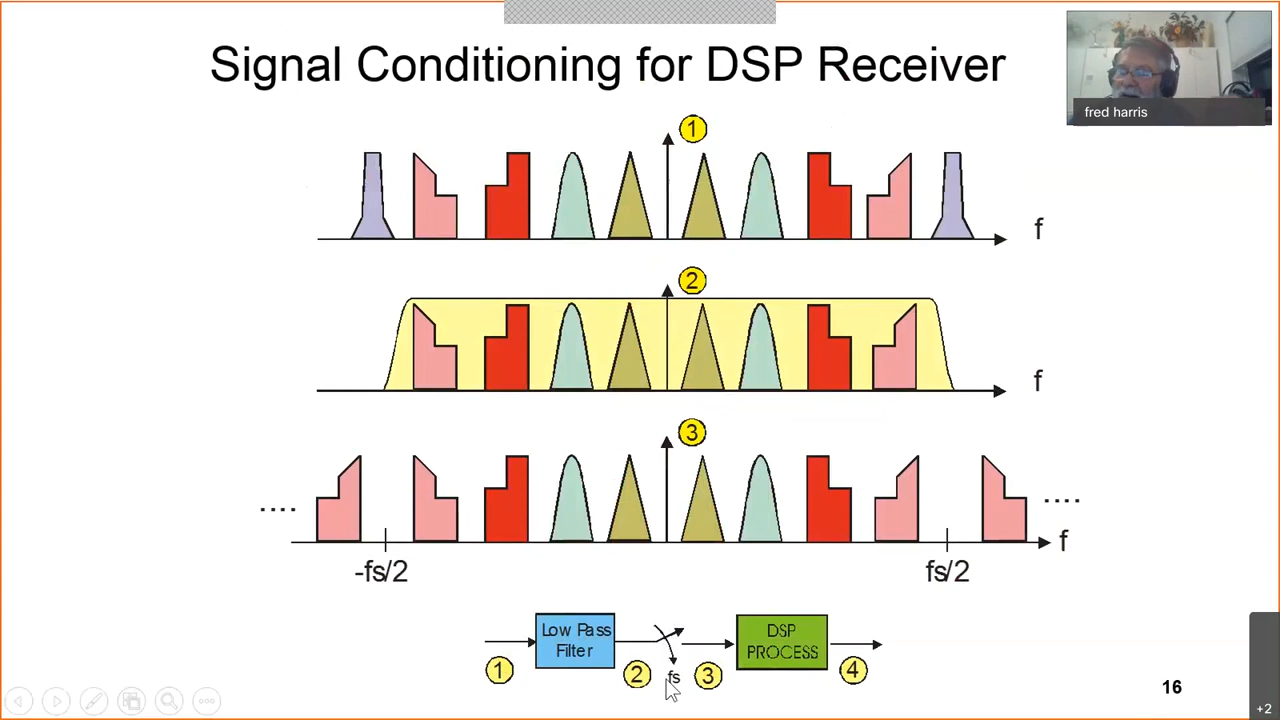 Signal Conditioning for DSP Receiver
fred harris
1
f
2
f
3
....
....
f
-fs/2
fs/2
Low Pass
Filter
DSP
PROCESS
1
2
fs
3
4
16
+2